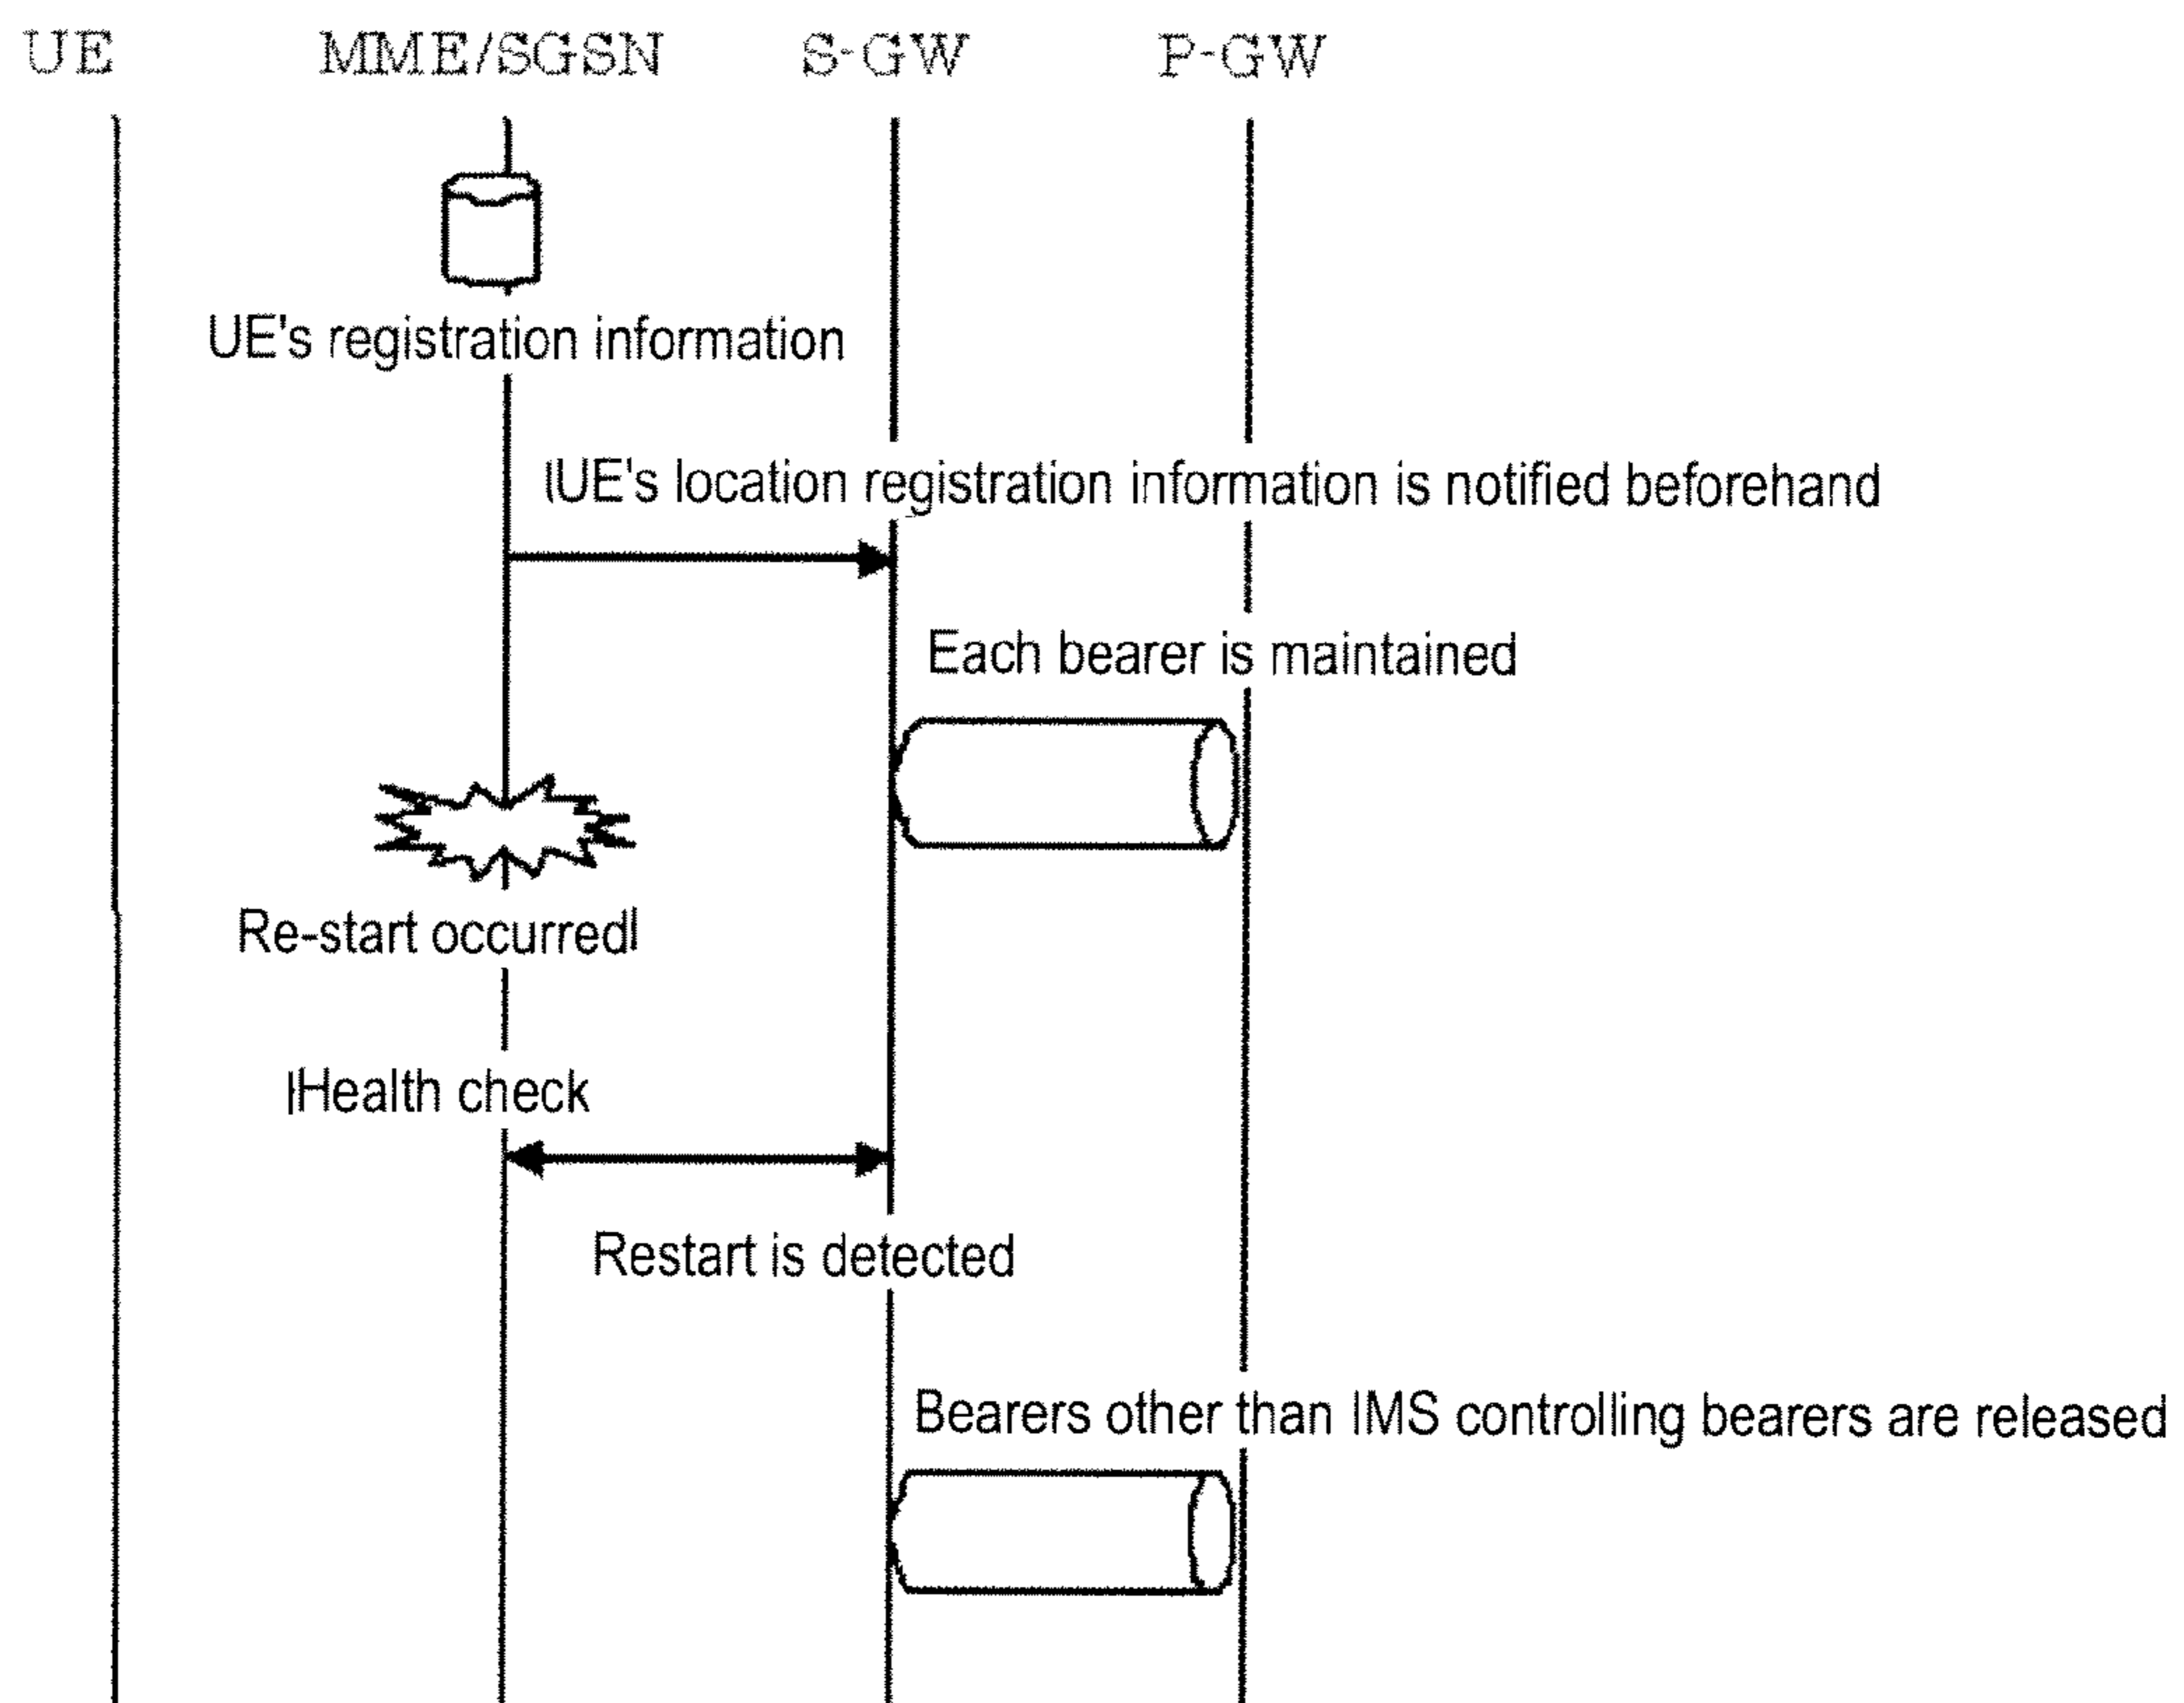 UE MME/SGSN S-GW P-GW
UE's registration information
UE's location registration information is notified beforehand
Each bearer is maintained
Re-start occurred
Health check
Restart is detected
Bearers other than IMS controlling bearers are released